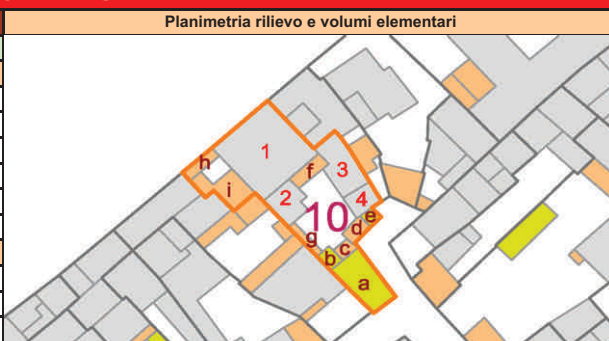 Planimetria rilievo e volumi elementari
1
h
f
3
i
2
4
10
e
d
g
c
b
a